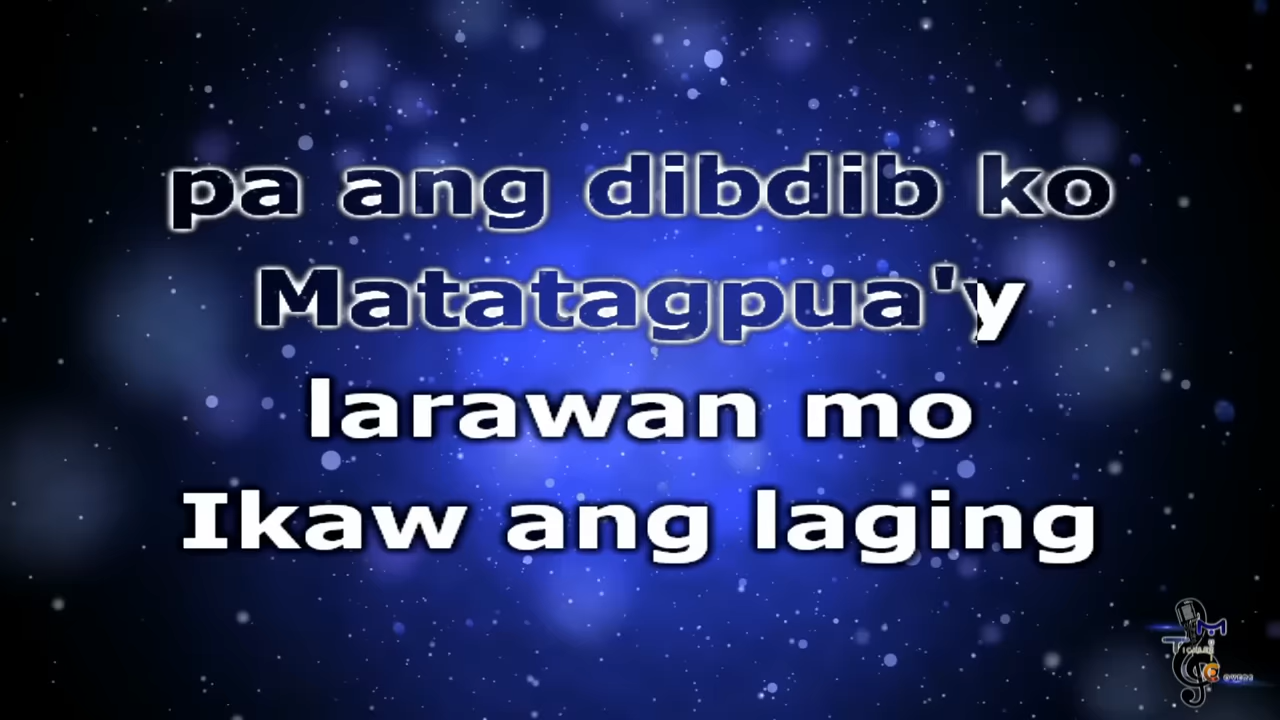 pa ang dibdib ko
Matatagpua'y
larawan mo
Ikaw ang laging